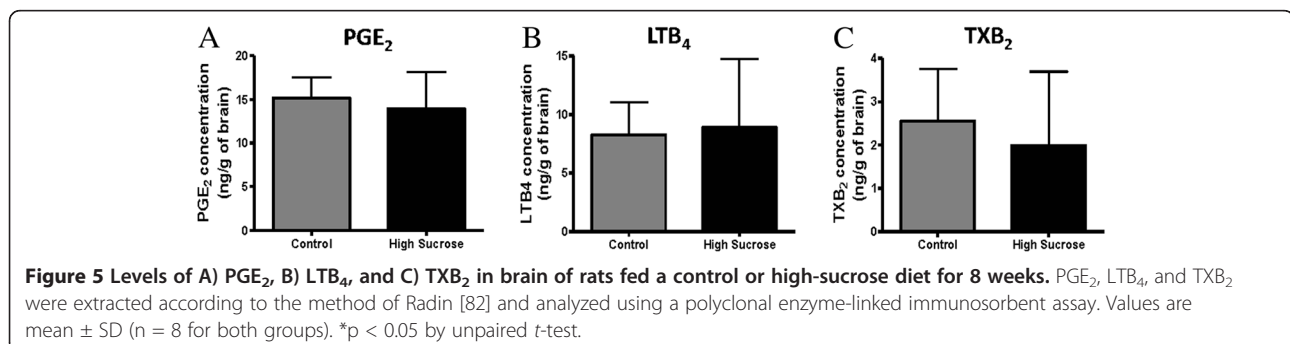 A PGE₂
PGE₂ concentration
(ng/g of brain)
20
15
10
5
0
Control High Sucrose
B LTB₄
LTB4 concentration
(ng/g of brain)
15
10
5
0
Control High Sucrose
C TXB₂
TXB₂ concentration
(ng/g of brain)
4
3
2
1
0
Control High Sucrose
Figure 5 Levels of A) PGE₂, B) LTB₄, and C) TXB₂ in brain of rats fed a control or high-sucrose diet for 8 weeks. PGE₂, LTB₄, and TXB₂
were extracted according to the method of Radin [82] and analyzed using a polyclonal enzyme-linked immunosorbent assay. Values are
mean ± SD (n = 8 for both groups). *p < 0.05 by unpaired t-test.